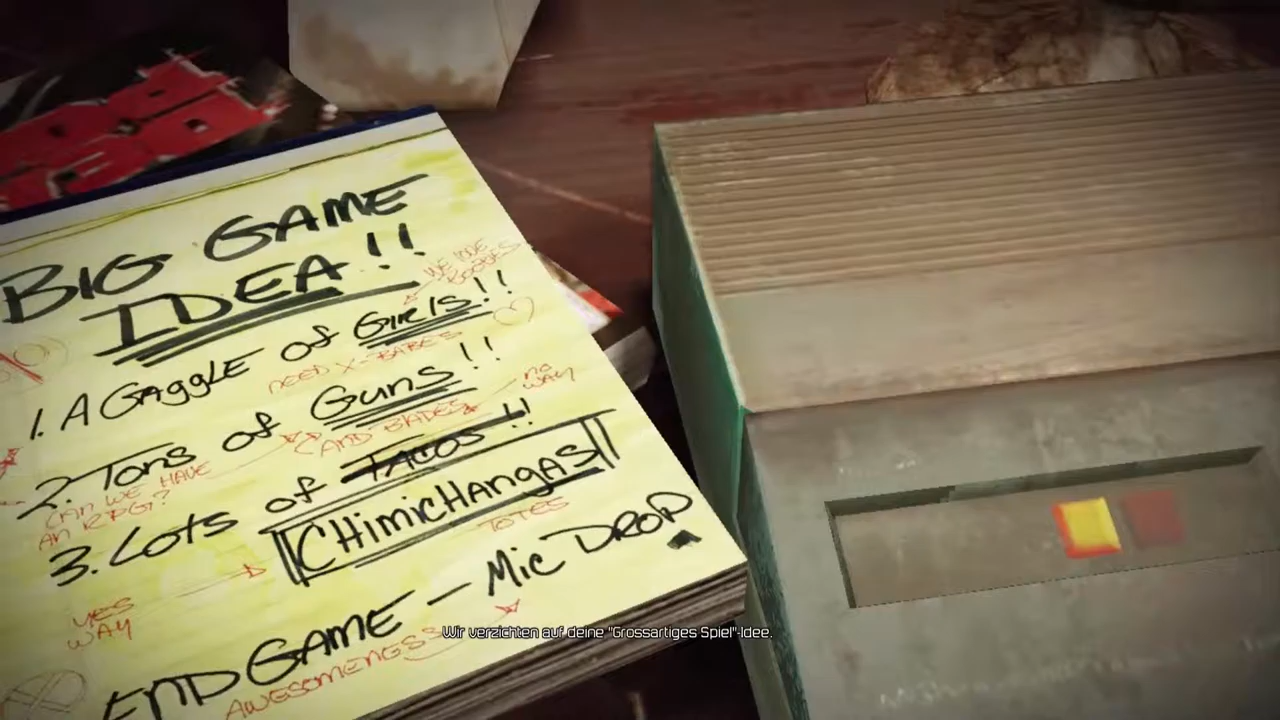 BIG GAME
IDEA!!
WE LOVE
BOOBIES
1. A GAGGLE of GIRLS!!
NEED X-BABES
2. Tons of Guns!!
(AND BLADES)
NO
WAY
CAN WE HAVE
AN RPG?
3. Lots of TACOS!!
CHIMICHANGAS
TOTES
YES
WAY
END GAME - MIC DROP
AWESOMENESS
Wir verzichten auf deine "Grossartiges Spiel"-Idee.